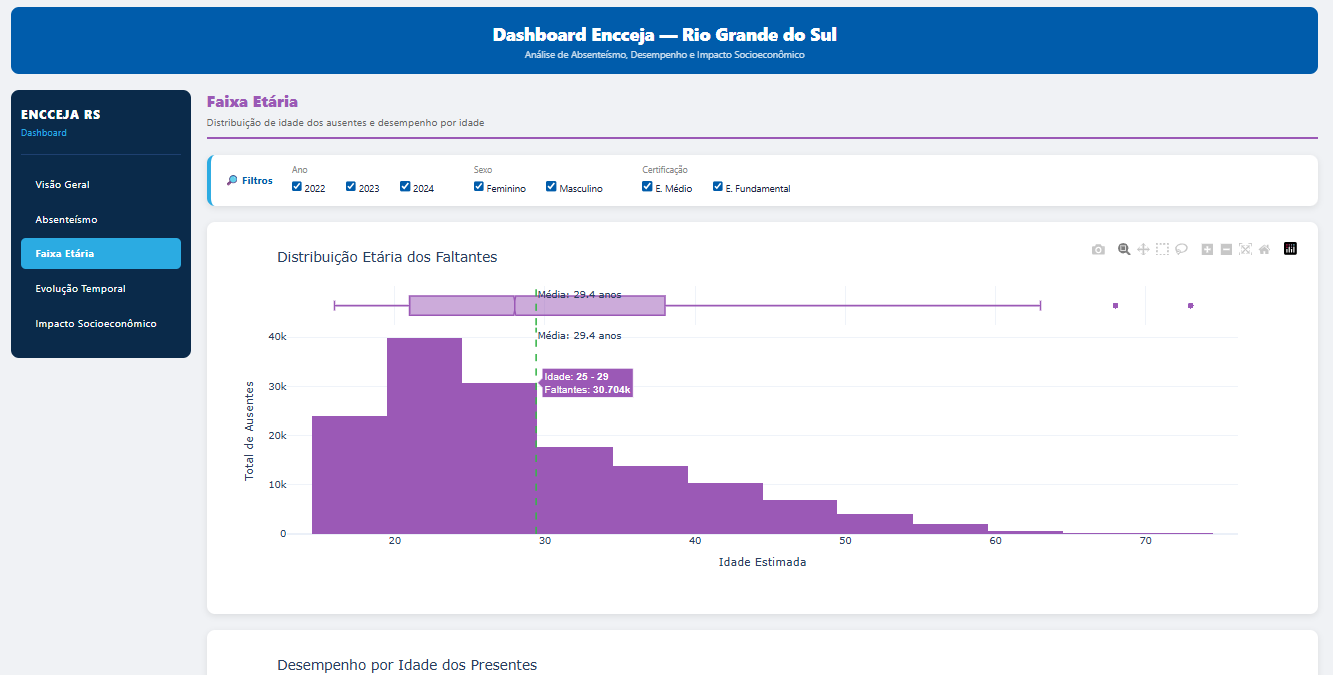 Dashboard Encceja — Rio Grande do Sul
Análise de Absenteísmo, Desempenho e Impacto Socioeconômico
ENCCEJA RS
Dashboard
Visão Geral
Absenteísmo
Faixa Etária
Evolução Temporal
Impacto Socioeconômico
Faixa Etária
Distribuição de idade dos ausentes e desempenho por idade
Filtros
Ano
2022 2023 2024
Sexo
Feminino Masculino
Certificação
E. Médio E. Fundamental
Distribuição Etária dos Faltantes
Média: 29.4 anos
Média: 29.4 anos
Idade: 25 - 29
Faltantes: 30.704k
Total de Ausentes
40k
30k
20k
10k
0
20 30 40 50 60 70
Idade Estimada
Desempenho por Idade dos Presentes